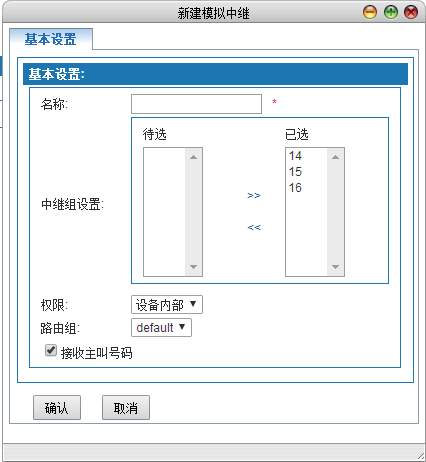 新建模拟中继
基本设置
基本设置:
名称: *
待选 已选
14
15
16
中继组设置:
>>
<<
权限: 设备内部
路由组: default
接收主叫号码
确认 取消